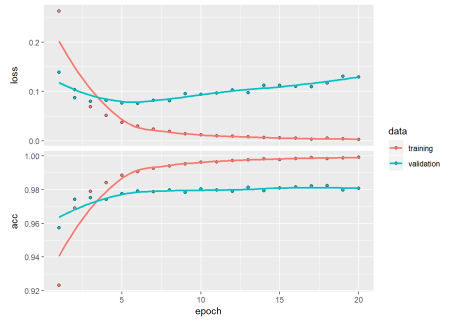 0.2
0.1
0.0
loss
1.00
0.98
0.96
0.94
0.92
acc
5
10
15
20
epoch
data
training
validation